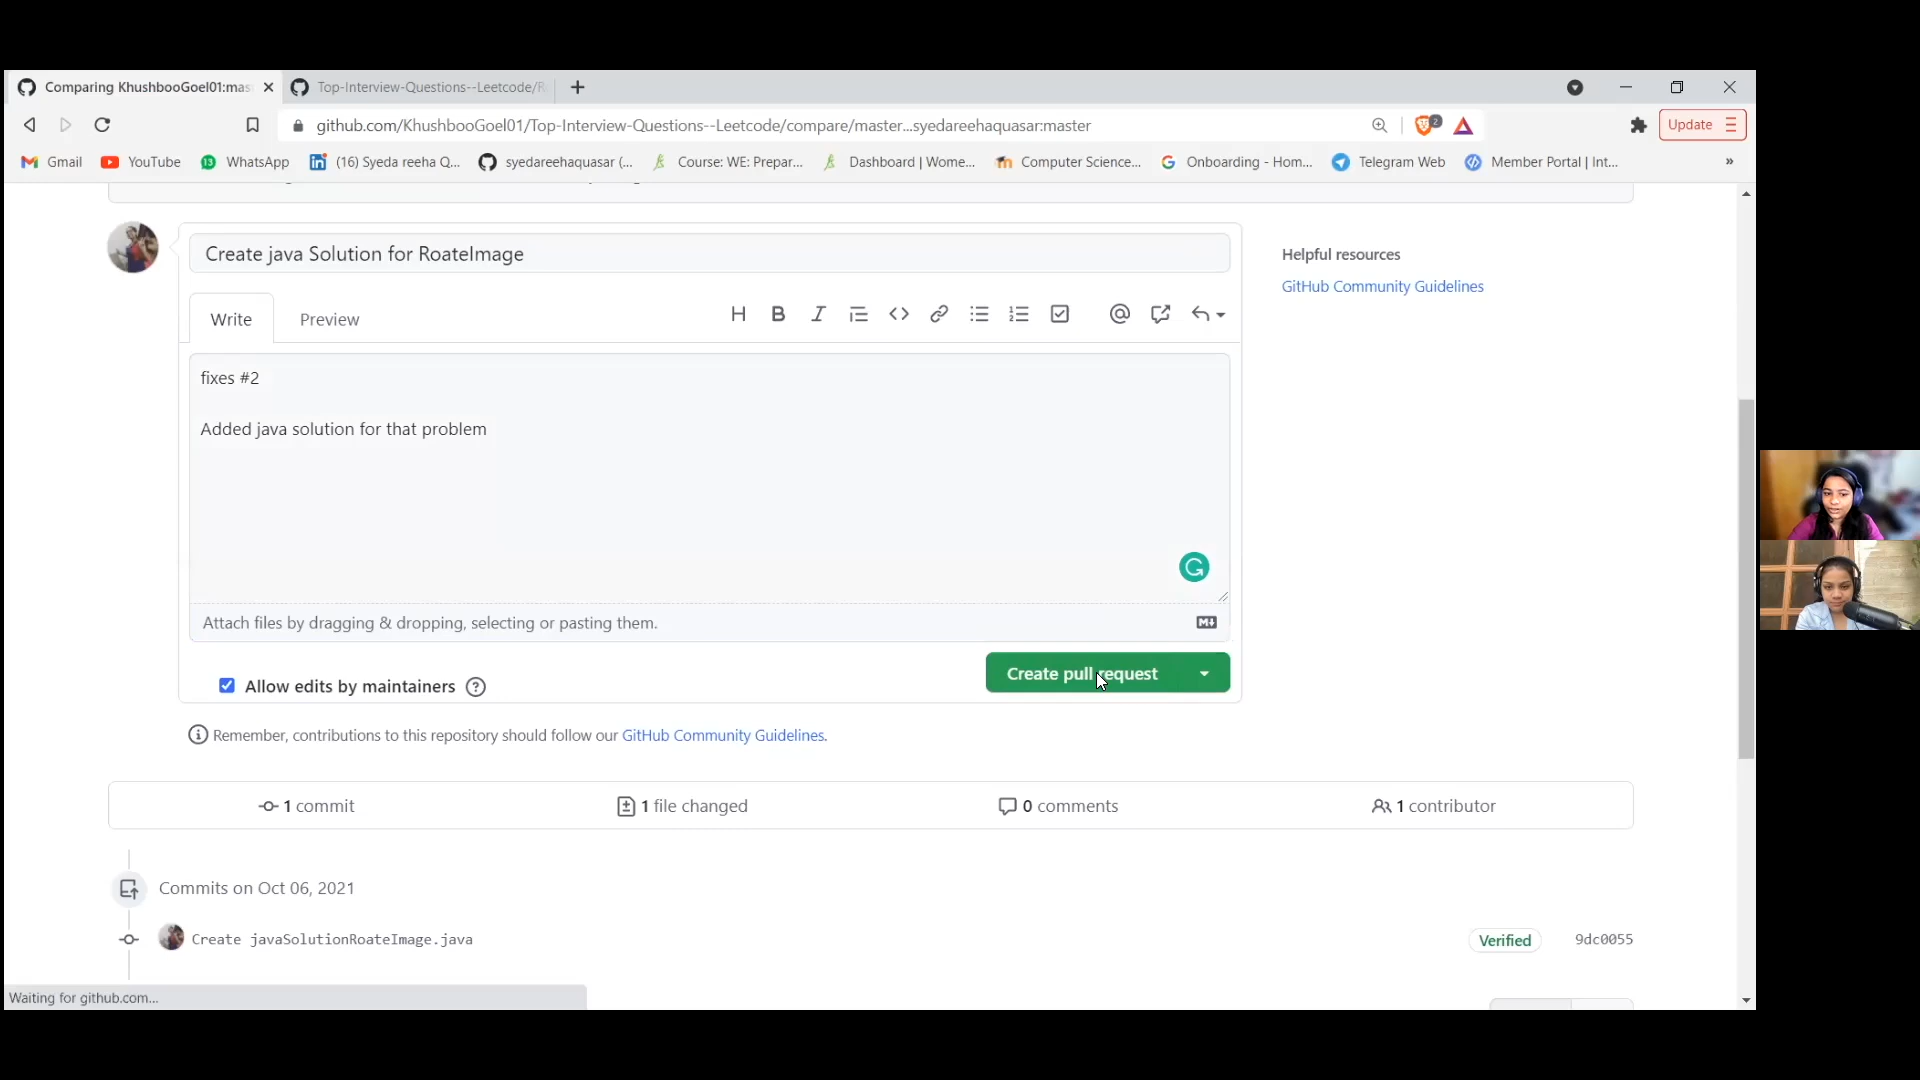 Comparing KhushbooGoel01:mas
Top-Interview-Questions--Leetcode/R
github.com/KhushbooGoel01/Top-Interview-Questions--Leetcode/compare/master...syedareehaquasar:master
2
Update
Gmail
YouTube
13
WhatsApp
(16) Syeda reeha Q...
syedareehaquasar (...
Course: WE: Prepar...
Dashboard | Wome...
Computer Science...
Onboarding - Hom...
Telegram Web
Member Portal | Int...
»
Create java Solution for RoateImage
Helpful resources
GitHub Community Guidelines
Write
Preview
fixes #2
Added java solution for that problem
Attach files by dragging & dropping, selecting or pasting them.
Allow edits by maintainers
Create pull request
Remember, contributions to this repository should follow our GitHub Community Guidelines.
1 commit
1 file changed
0 comments
1 contributor
Commits on Oct 06, 2021
Create javaSolutionRoateImage.java
Verified
9dc0055
Waiting for github.com...